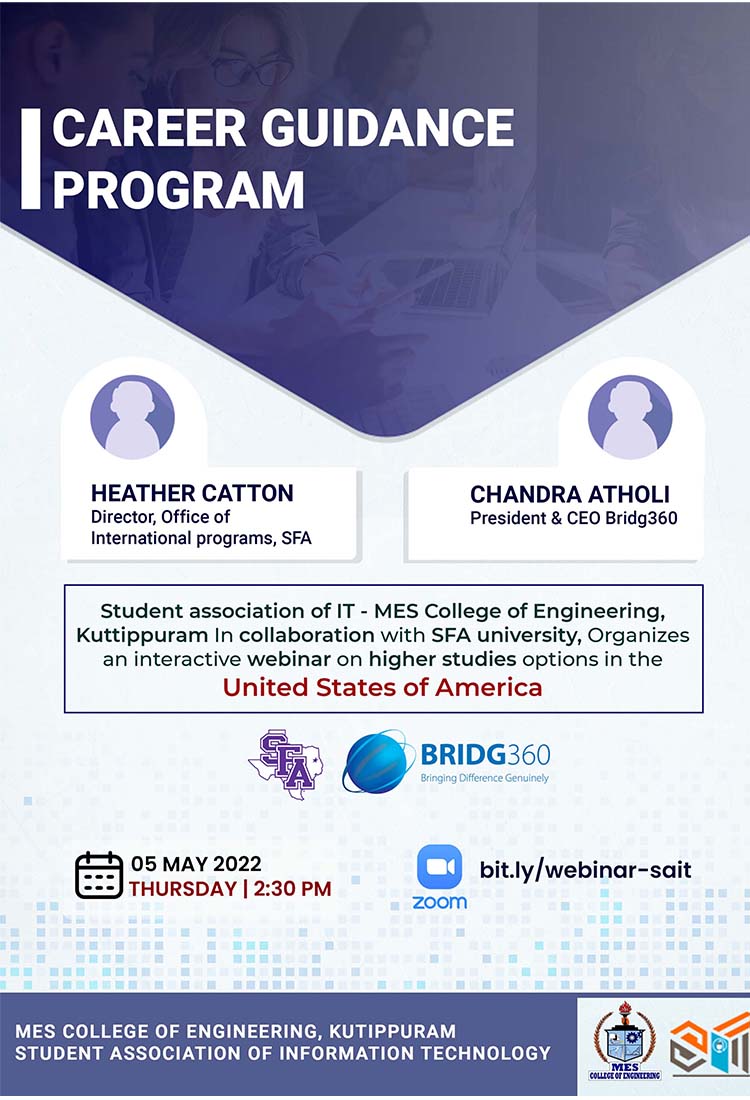 CAREER GUIDANCE
PROGRAM
HEATHER CATTON
Director, Office of
International programs, SFA
CHANDRA ATHOLI
President & CEO Bridg360
Student association of IT - MES College of Engineering,
Kuttippuram In collaboration with SFA university, Organizes
an interactive webinar on higher studies options in the
United States of America
SFA
BRIDG360
Bringing Difference Genuinely
05 MAY 2022
THURSDAY | 2:30 PM
bit.ly/webinar-sait
zoom
MES COLLEGE OF ENGINEERING, KUTIPPURAM
STUDENT ASSOCIATION OF INFORMATION TECHNOLOGY
MES
COLLEGE OF ENGINEERING